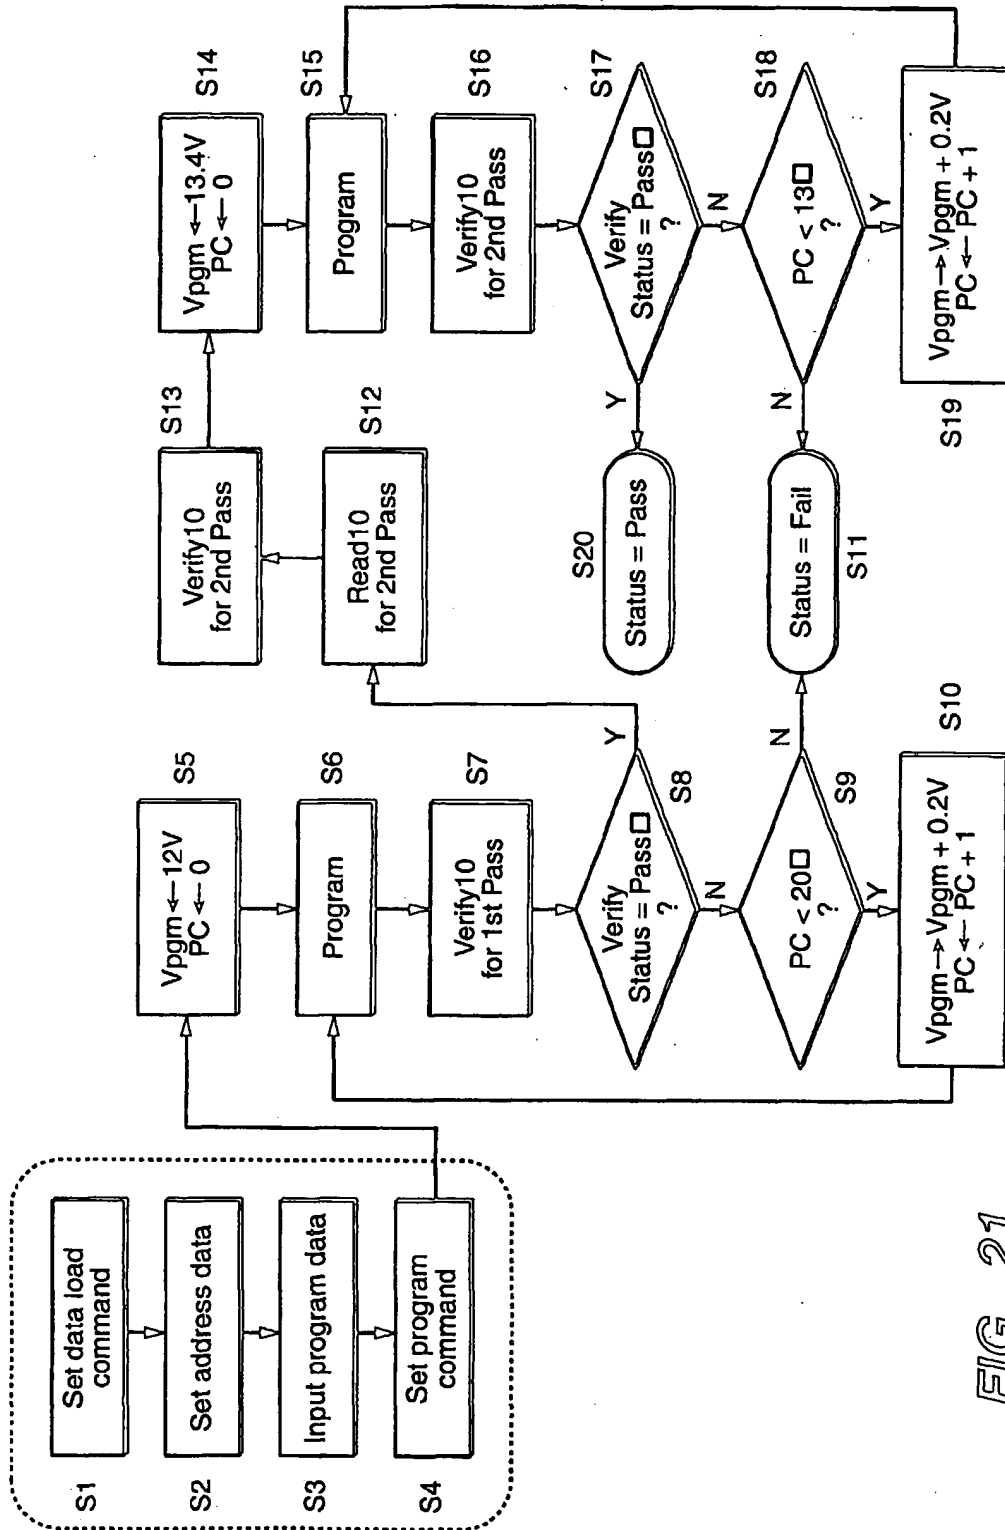 S1
Set data load
command
S2
Set address data
S3
Input program data
S4
Set program
command
S5
Vpgm ← 12V
PC ← 0
S6
Program
S7
Verify10
for 1st Pass
S8
Verify
Status = Pass□
?
Y
N
S9
PC < 20□
?
N
Y
S10
Vpgm → Vpgm + 0.2V
PC ← PC + 1
S11
Status = Fail
S12
Read10
for 2nd Pass
S13
Verify10
for 2nd Pass
S14
Vpgm ← 13.4V
PC ← 0
S15
Program
S16
Verify10
for 2nd Pass
S17
Verify
Status = Pass□
?
Y
N
S18
PC < 13□
?
N
Y
S19
Vpgm → Vpgm + 0.2V
PC ← PC + 1
S20
Status = Pass
FIG_21